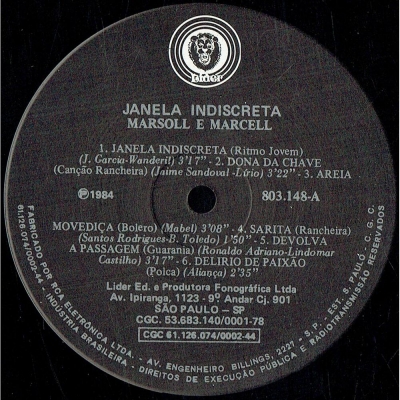 Líder
JANELA INDISCRETA
MARSOLL E MARCELL
1. JANELA INDISCRETA (Ritmo Jovem)
(J. Garcia-Wanderil) 3'17" - 2. DONA DA CHAVE
(Canção Rancheira) (Jaime Sandoval-Lírio) 3'22" - 3. AREIA
℗1984
803.148-A
MOVEDIÇA (Bolero) (Mabel) 3'08" - 4. SARITA (Rancheira)
(Santos Rodrigues-B. Toledo) 1'50" - 5. DEVOLVA
A PASSAGEM (Guarania) (Ronaldo Adriano-Lindomar
Castilho) 3'17" - 6. DELIRIO DE PAIXÃO
(Polca) (Aliança) 2'35"
Lider Ed. e Produtora Fonográfica Ltda
Av. Ipiranga, 1123 - 9º Andar Cj. 901
SÃO PAULO - SP
CGC. 53.683.140/0001-78
CGC 61.126.074/0002-44
FABRICADO POR RCA ELETRÔNICA LTDA. - AV. ENGENHEIRO BILLINGS, 2227 - S.P. - EST. S. PAULO - C.G.C.
61.126.074/0002-44 - INDÚSTRIA BRASILEIRA - DIREITOS DE EXECUÇÃO PÚBLICA E RADIOTRANSMISSÃO RESERVADOS